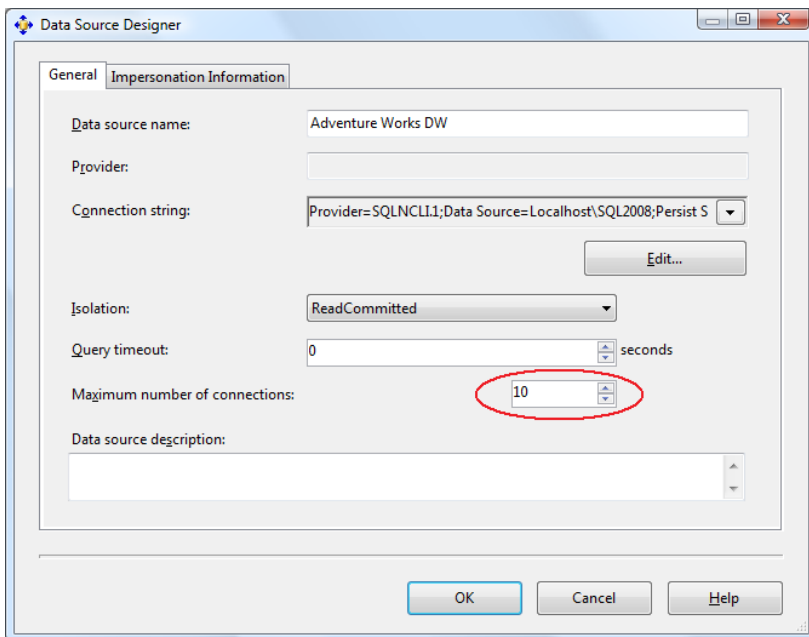 Data Source Designer
General Impersonation Information
Data source name: Adventure Works DW
Provider:
Connection string: Provider=SQLNCLI.1;Data Source=Localhost\SQL2008;Persist S
Edit...
Isolation: ReadCommitted
Query timeout: 0 seconds
Maximum number of connections: 10
Data source description:
OK Cancel Help